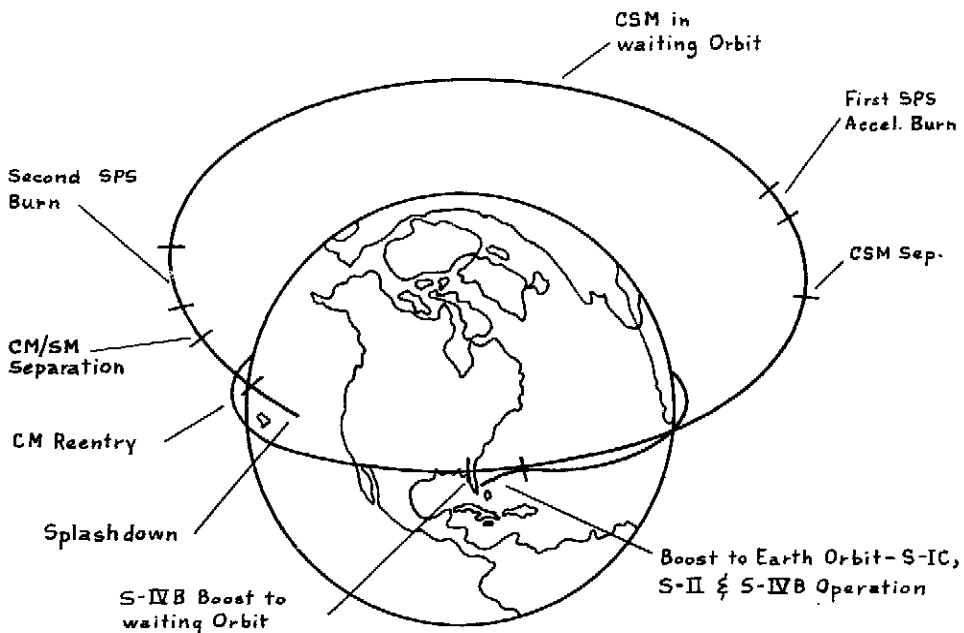 CSM in
waiting Orbit
First SPS
Accel. Burn
Second SPS
Burn
CSM Sep.
CM/SM
Separation
CM Reentry
Splashdown
Boost to Earth Orbit - S-IC,
S-II & S-IVB Operation
S-IVB Boost to
waiting Orbit